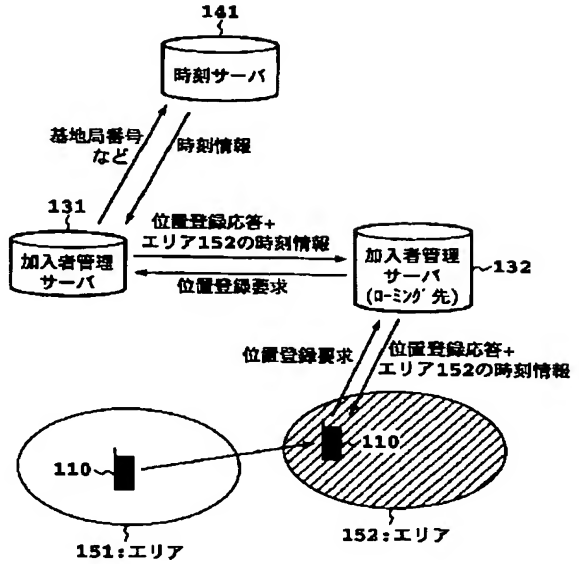 141
時刻サーバ
基地局番号
など
時刻情報
131
加入者管理
サーバ
位置登録応答+
エリア152の時刻情報
位置登録要求
加入者管理
サーバ
(ローミング先)
132
位置登録要求
位置登録応答+
エリア152の時刻情報
110
110
151:エリア
152:エリア